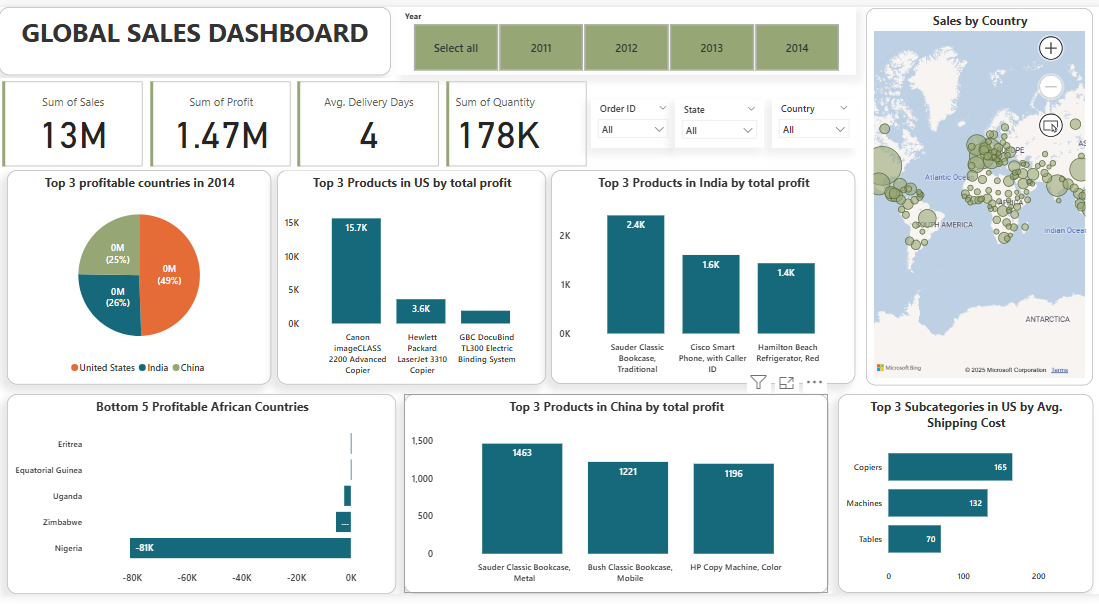 GLOBAL SALES DASHBOARD
Year
Select all
2011
2012
2013
2014
Sum of Sales
13M
Sum of Profit
1.47M
Avg. Delivery Days
4
Sum of Quantity
178K
Order ID
All
State
All
Country
All
Sales by Country
EUROPE
AS
Atlantic Ocea
AFRICA
SOUTH AMERICA
Indian Ocea
ANTARCTICA
Microsoft Bing
© 2025 Microsoft Corporation Terms
Top 3 profitable countries in 2014
0M
(25%)
0M
(49%)
0M
(26%)
United States
India
China
Top 3 Products in US by total profit
15K
10K
5K
0K
15.7K
3.6K
Canon
imageCLASS
2200 Advanced
Copier
Hewlett
Packard
LaserJet 3310
Copier
GBC DocuBind
TL300 Electric
Binding System
Top 3 Products in India by total profit
2K
1K
0K
2.4K
1.6K
1.4K
Sauder Classic
Bookcase,
Traditional
Cisco Smart
Phone, with Caller
ID
Hamilton Beach
Refrigerator, Red
Bottom 5 Profitable African Countries
Eritrea
Equatorial Guinea
Uganda
Zimbabwe
...
Nigeria
-81K
-80K
-60K
-40K
-20K
0K
Top 3 Products in China by total profit
1,500
1,000
500
0
1463
1221
1196
Sauder Classic Bookcase,
Metal
Bush Classic Bookcase,
Mobile
HP Copy Machine, Color
Top 3 Subcategories in US by Avg.
Shipping Cost
Copiers
165
Machines
132
Tables
70
0
100
200